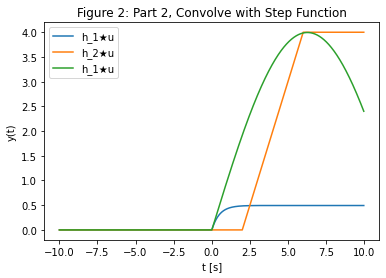 Figure 2: Part 2, Convolve with Step Function
h_1★u
h_2★u
h_1★u
y(t)
4.0
3.5
3.0
2.5
2.0
1.5
1.0
0.5
0.0
−10.0 −7.5 −5.0 −2.5 0.0 2.5 5.0 7.5 10.0
t [s]